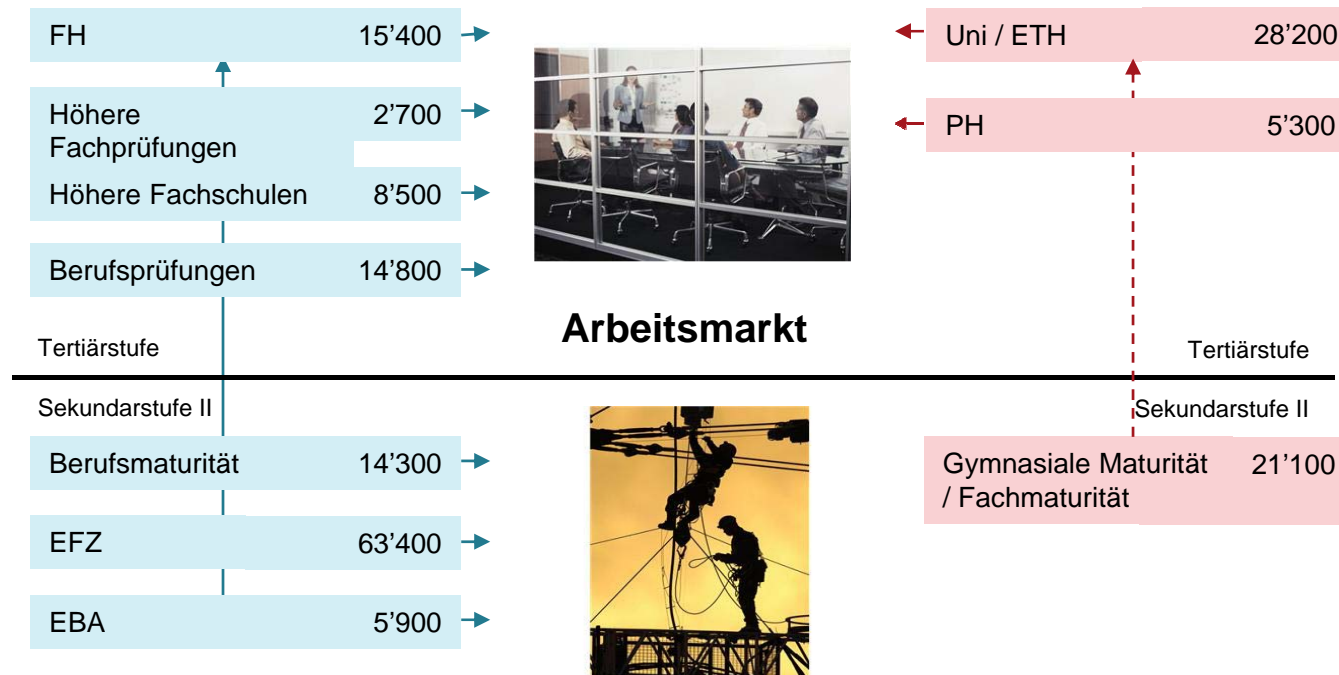 FH 15’400
Höhere 2’700
Fachprüfungen
Höhere Fachschulen 8’500
Berufsprüfungen 14’800
Uni / ETH 28’200
PH 5’300
Arbeitsmarkt
Tertiärstufe
Tertiärstufe
Sekundarstufe II
Sekundarstufe II
Berufsmaturität 14’300
EFZ 63’400
EBA 5’900
Gymnasiale Maturität 21’100
/ Fachmaturität